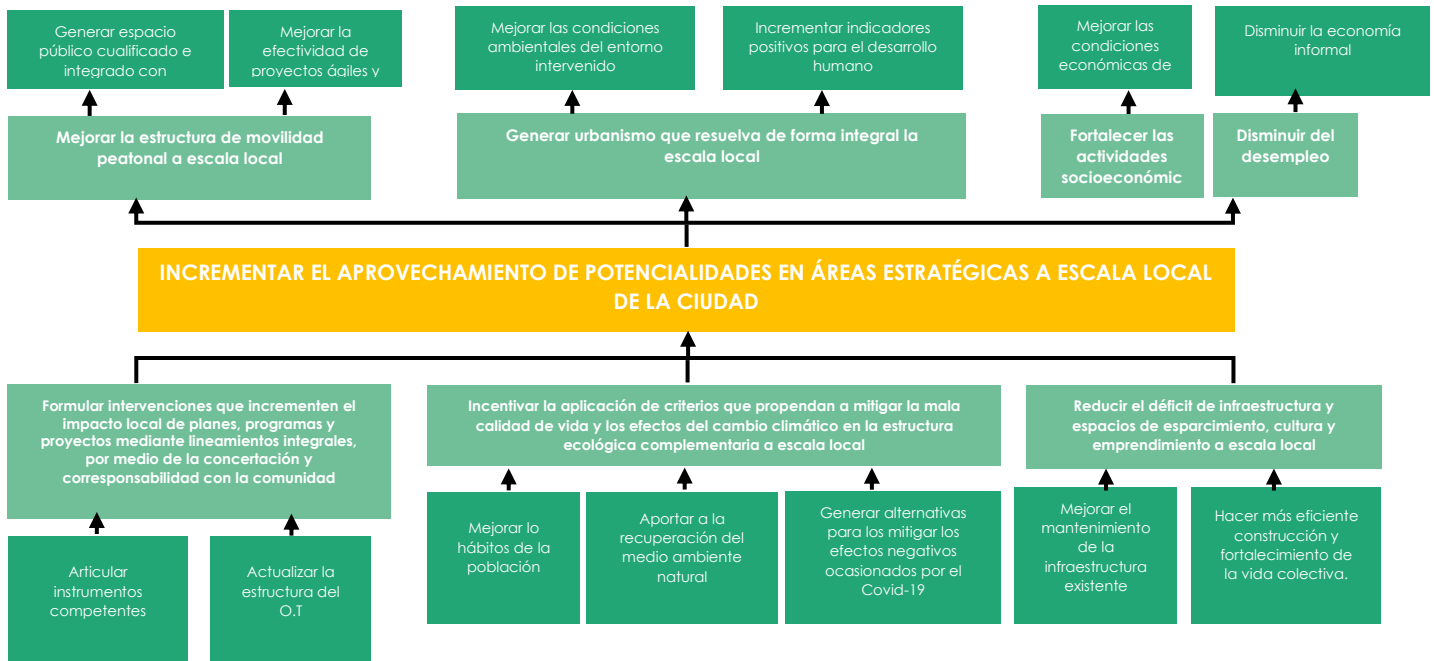 Generar espacio
público cualificado e
integrado con
Mejorar la
efectividad de
proyectos ágiles y
Mejorar las condiciones
ambientales del entorno
intervenido
Incrementar indicadores
positivos para el desarrollo
humano
Mejorar las
condiciones
económicas de
Disminuir la economía
informal
Mejorar la estructura de movilidad
peatonal a escala local
Generar urbanismo que resuelva de forma integral la
escala local
Fortalecer las
actividades
socioeconómic
Disminuir del
desempleo
INCREMENTAR EL APROVECHAMIENTO DE POTENCIALIDADES EN ÁREAS ESTRATÉGICAS A ESCALA LOCAL
DE LA CIUDAD
Formular intervenciones que incrementen el
impacto local de planes, programas y
proyectos mediante lineamientos integrales,
por medio de la concertación y
corresponsabilidad con la comunidad
Incentivar la aplicación de criterios que propendan a mitigar la mala
calidad de vida y los efectos del cambio climático en la estructura
ecológica complementaria a escala local
Reducir el déficit de infraestructura y
espacios de esparcimiento, cultura y
emprendimiento a escala local
Articular
instrumentos
competentes
Actualizar la
estructura del
O.T
Mejorar lo
hábitos de la
población
Aportar a la
recuperación del
medio ambiente
natural
Generar alternativas
para los mitigar los
efectos negativos
ocasionados por el
Covid-19
Mejorar el
mantenimiento
de la
infraestructura
existente
Hacer más eficiente
construcción y
fortalecimiento de
la vida colectiva.